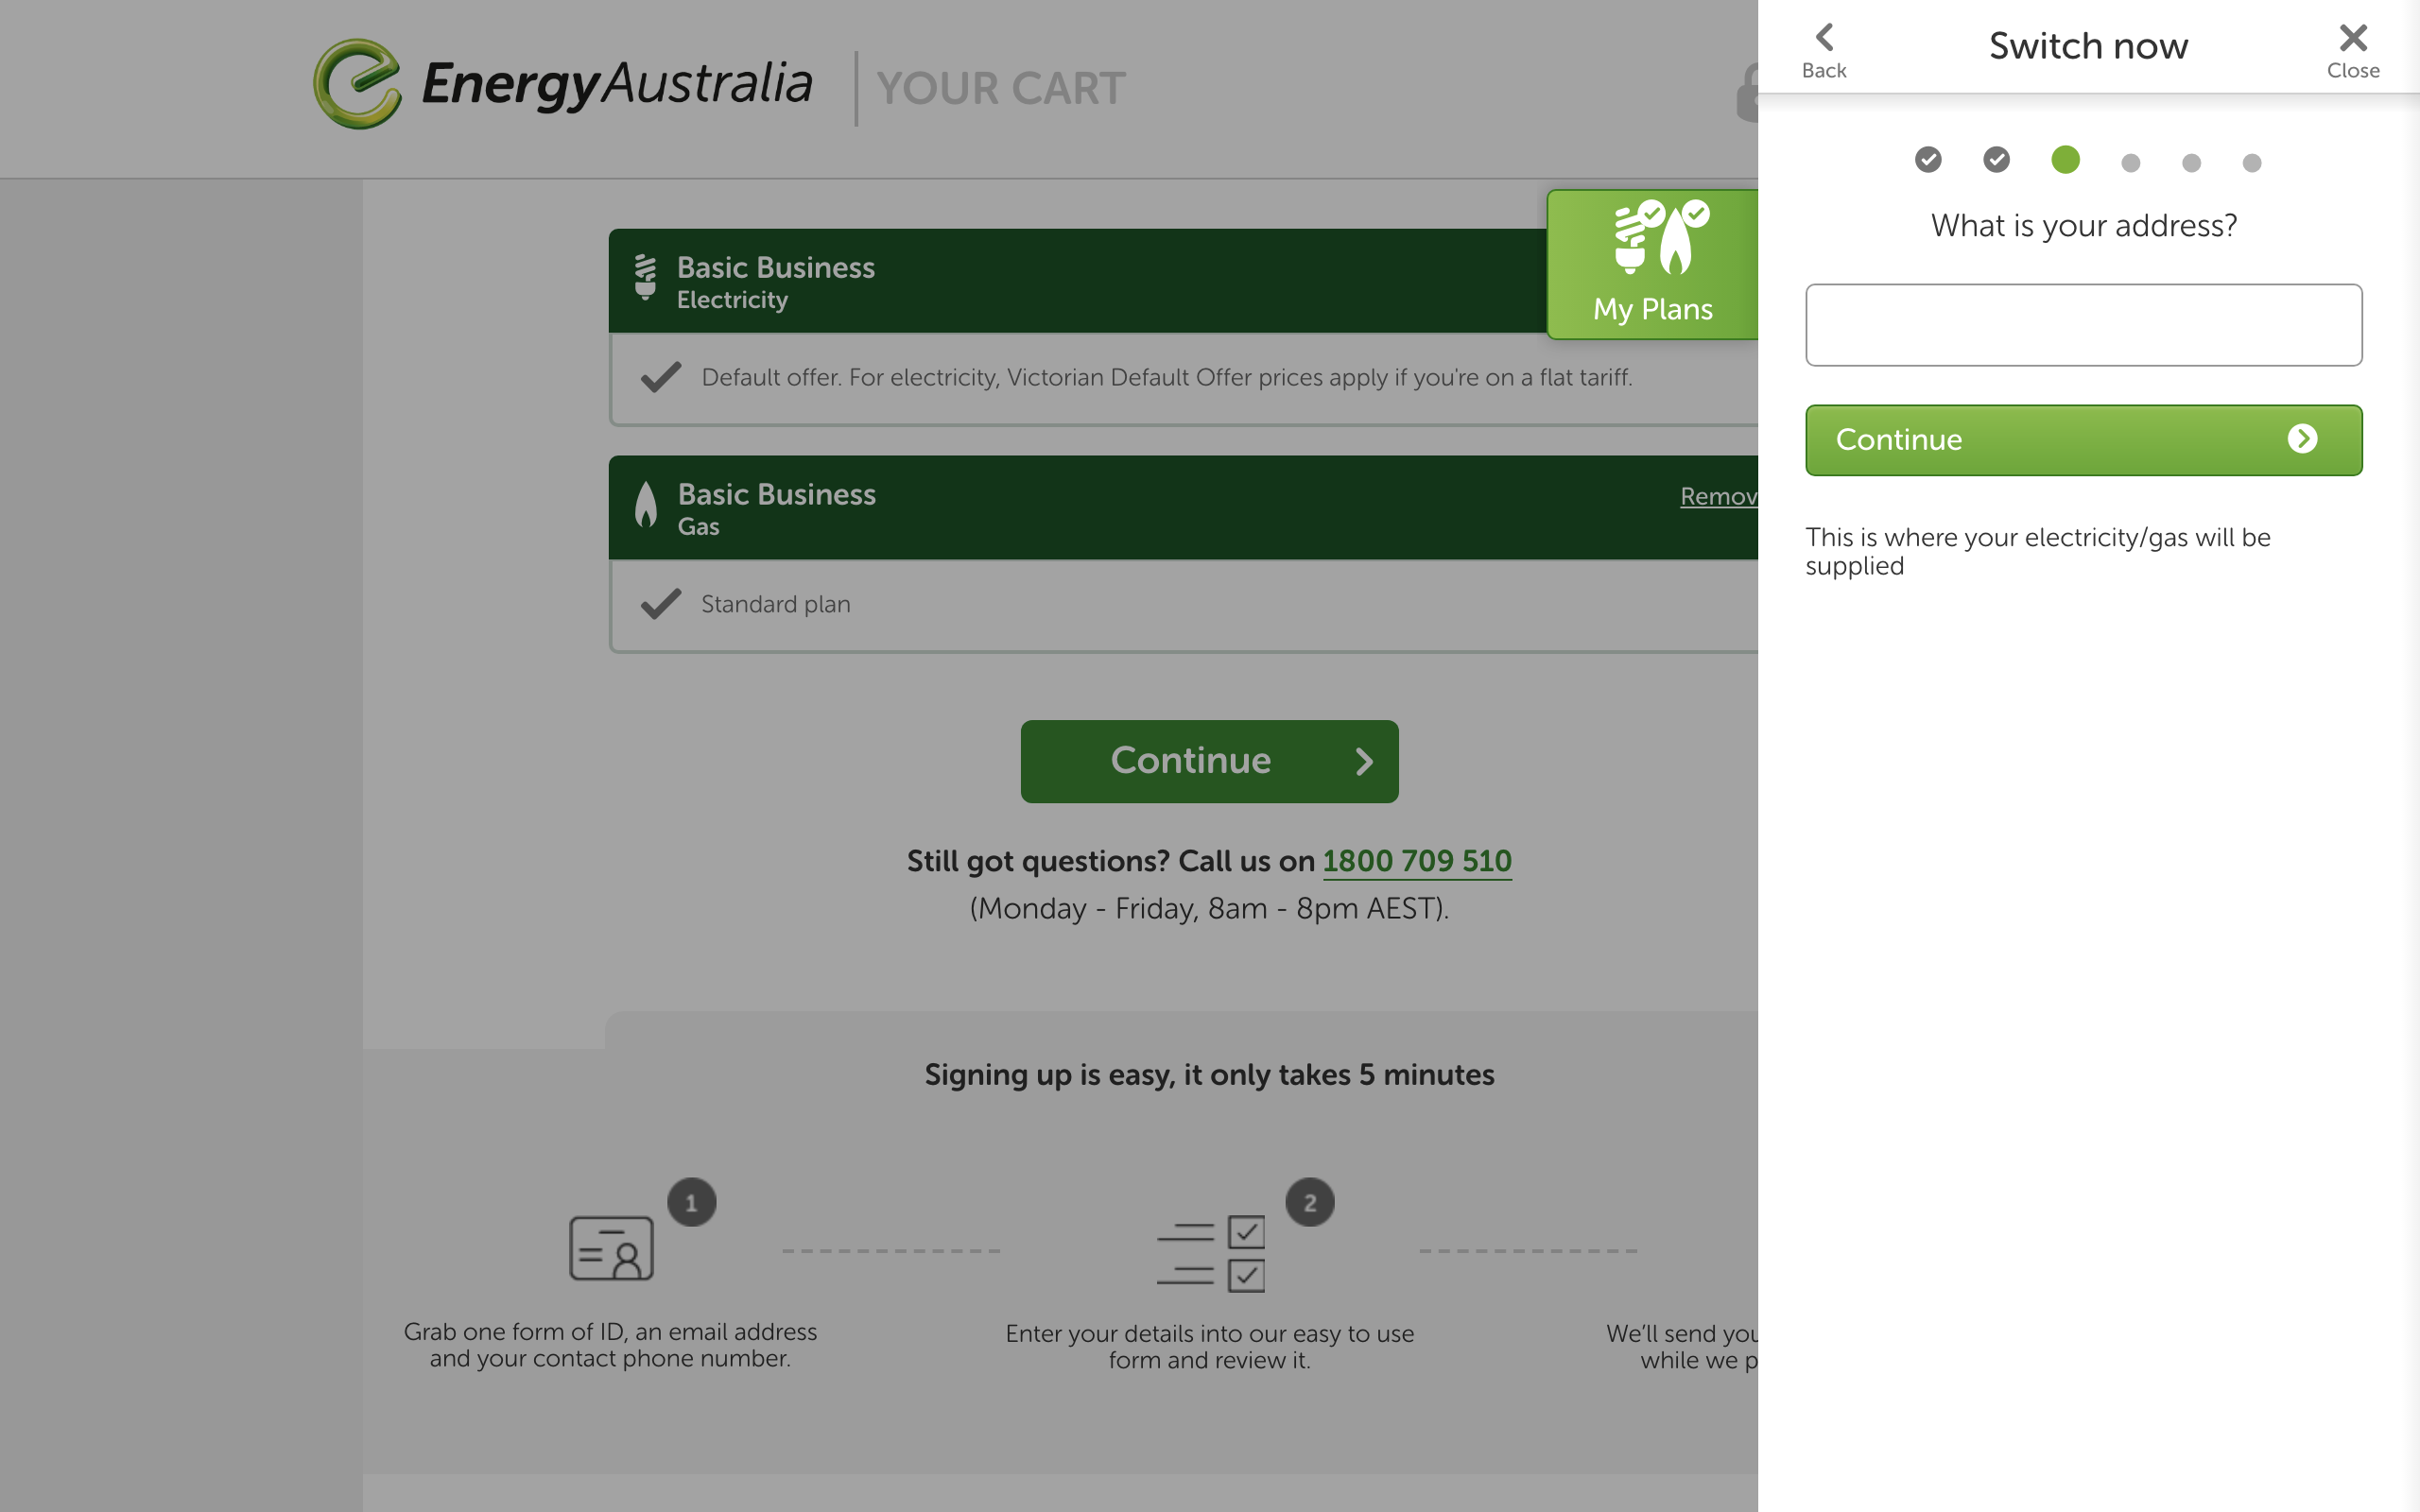 EnergyAustralia
YOUR CART
Basic Business
Electricity
Default offer. For electricity, Victorian Default Offer prices apply if you're on a flat tariff.
My Plans
Basic Business
Gas
Remov
Standard plan
Continue
Still got questions? Call us on 1800 709 510
(Monday - Friday, 8am - 8pm AEST).
Signing up is easy, it only takes 5 minutes
1
Grab one form of ID, an email address
and your contact phone number.
2
Enter your details into our easy to use
form and review it.
We'll send you
while we p
Back
Switch now
Close
What is your address?
Continue
This is where your electricity/gas will be
supplied